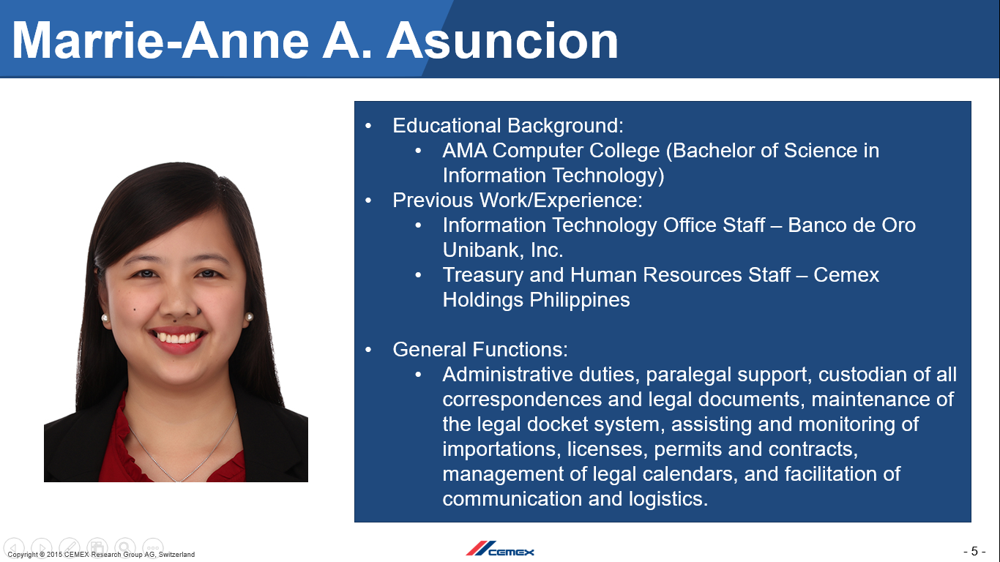 Marrie-Anne A. Asuncion
• Educational Background:
• AMA Computer College (Bachelor of Science in
Information Technology)
• Previous Work/Experience:
• Information Technology Office Staff – Banco de Oro
Unibank, Inc.
• Treasury and Human Resources Staff – Cemex
Holdings Philippines
• General Functions:
• Administrative duties, paralegal support, custodian of all
correspondences and legal documents, maintenance of
the legal docket system, assisting and monitoring of
importations, licenses, permits and contracts,
management of legal calendars, and facilitation of
communication and logistics.
Copyright © 2015 CEMEX Research Group AG, Switzerland
CEMEX
- 5 -